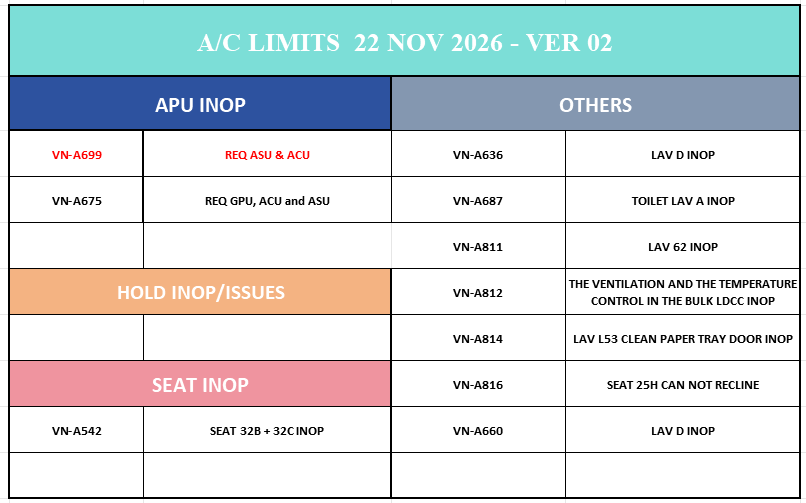 A/C LIMITS 22 NOV 2026 - VER 02
APU INOP
OTHERS
VN-A699
REQ ASU & ACU
VN-A636
LAV D INOP
VN-A675
REQ GPU, ACU and ASU
VN-A687
TOILET LAV A INOP
VN-A811
LAV 62 INOP
HOLD INOP/ISSUES
VN-A812
THE VENTILATION AND THE TEMPERATURE
CONTROL IN THE BULK LDCC INOP
VN-A814
LAV L53 CLEAN PAPER TRAY DOOR INOP
SEAT INOP
VN-A816
SEAT 25H CAN NOT RECLINE
VN-A542
SEAT 32B + 32C INOP
VN-A660
LAV D INOP